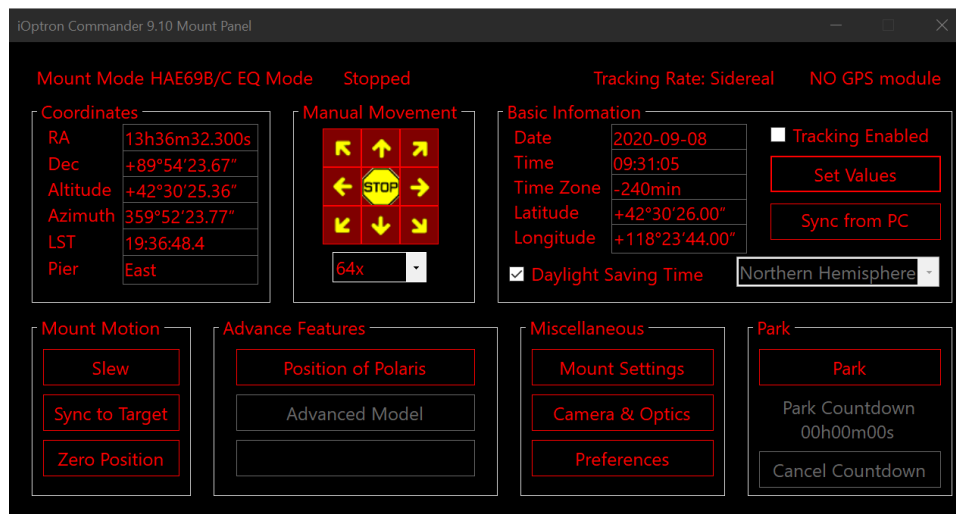 iOptron Commander 9.10 Mount Panel
Mount Mode HAE69B/C EQ Mode Stopped Tracking Rate: Sidereal NO GPS module
Coordinates
RA 13h36m32.300s
Dec +89°54'23.67"
Altitude +42°30'25.36"
Azimuth 359°52'23.77"
LST 19:36:48.4
Pier East
Manual Movement
STOP
64x
Basic Infomation
Date 2020-09-08
Time 09:31:05
Time Zone -240min
Latitude +42°30'26.00"
Longitude +118°23'44.00"
Daylight Saving Time
Tracking Enabled
Set Values
Sync from PC
Northern Hemisphere
Mount Motion
Slew
Sync to Target
Zero Position
Advance Features
Position of Polaris
Advanced Model
Miscellaneous
Mount Settings
Camera & Optics
Preferences
Park
Park
Park Countdown
00h00m00s
Cancel Countdown